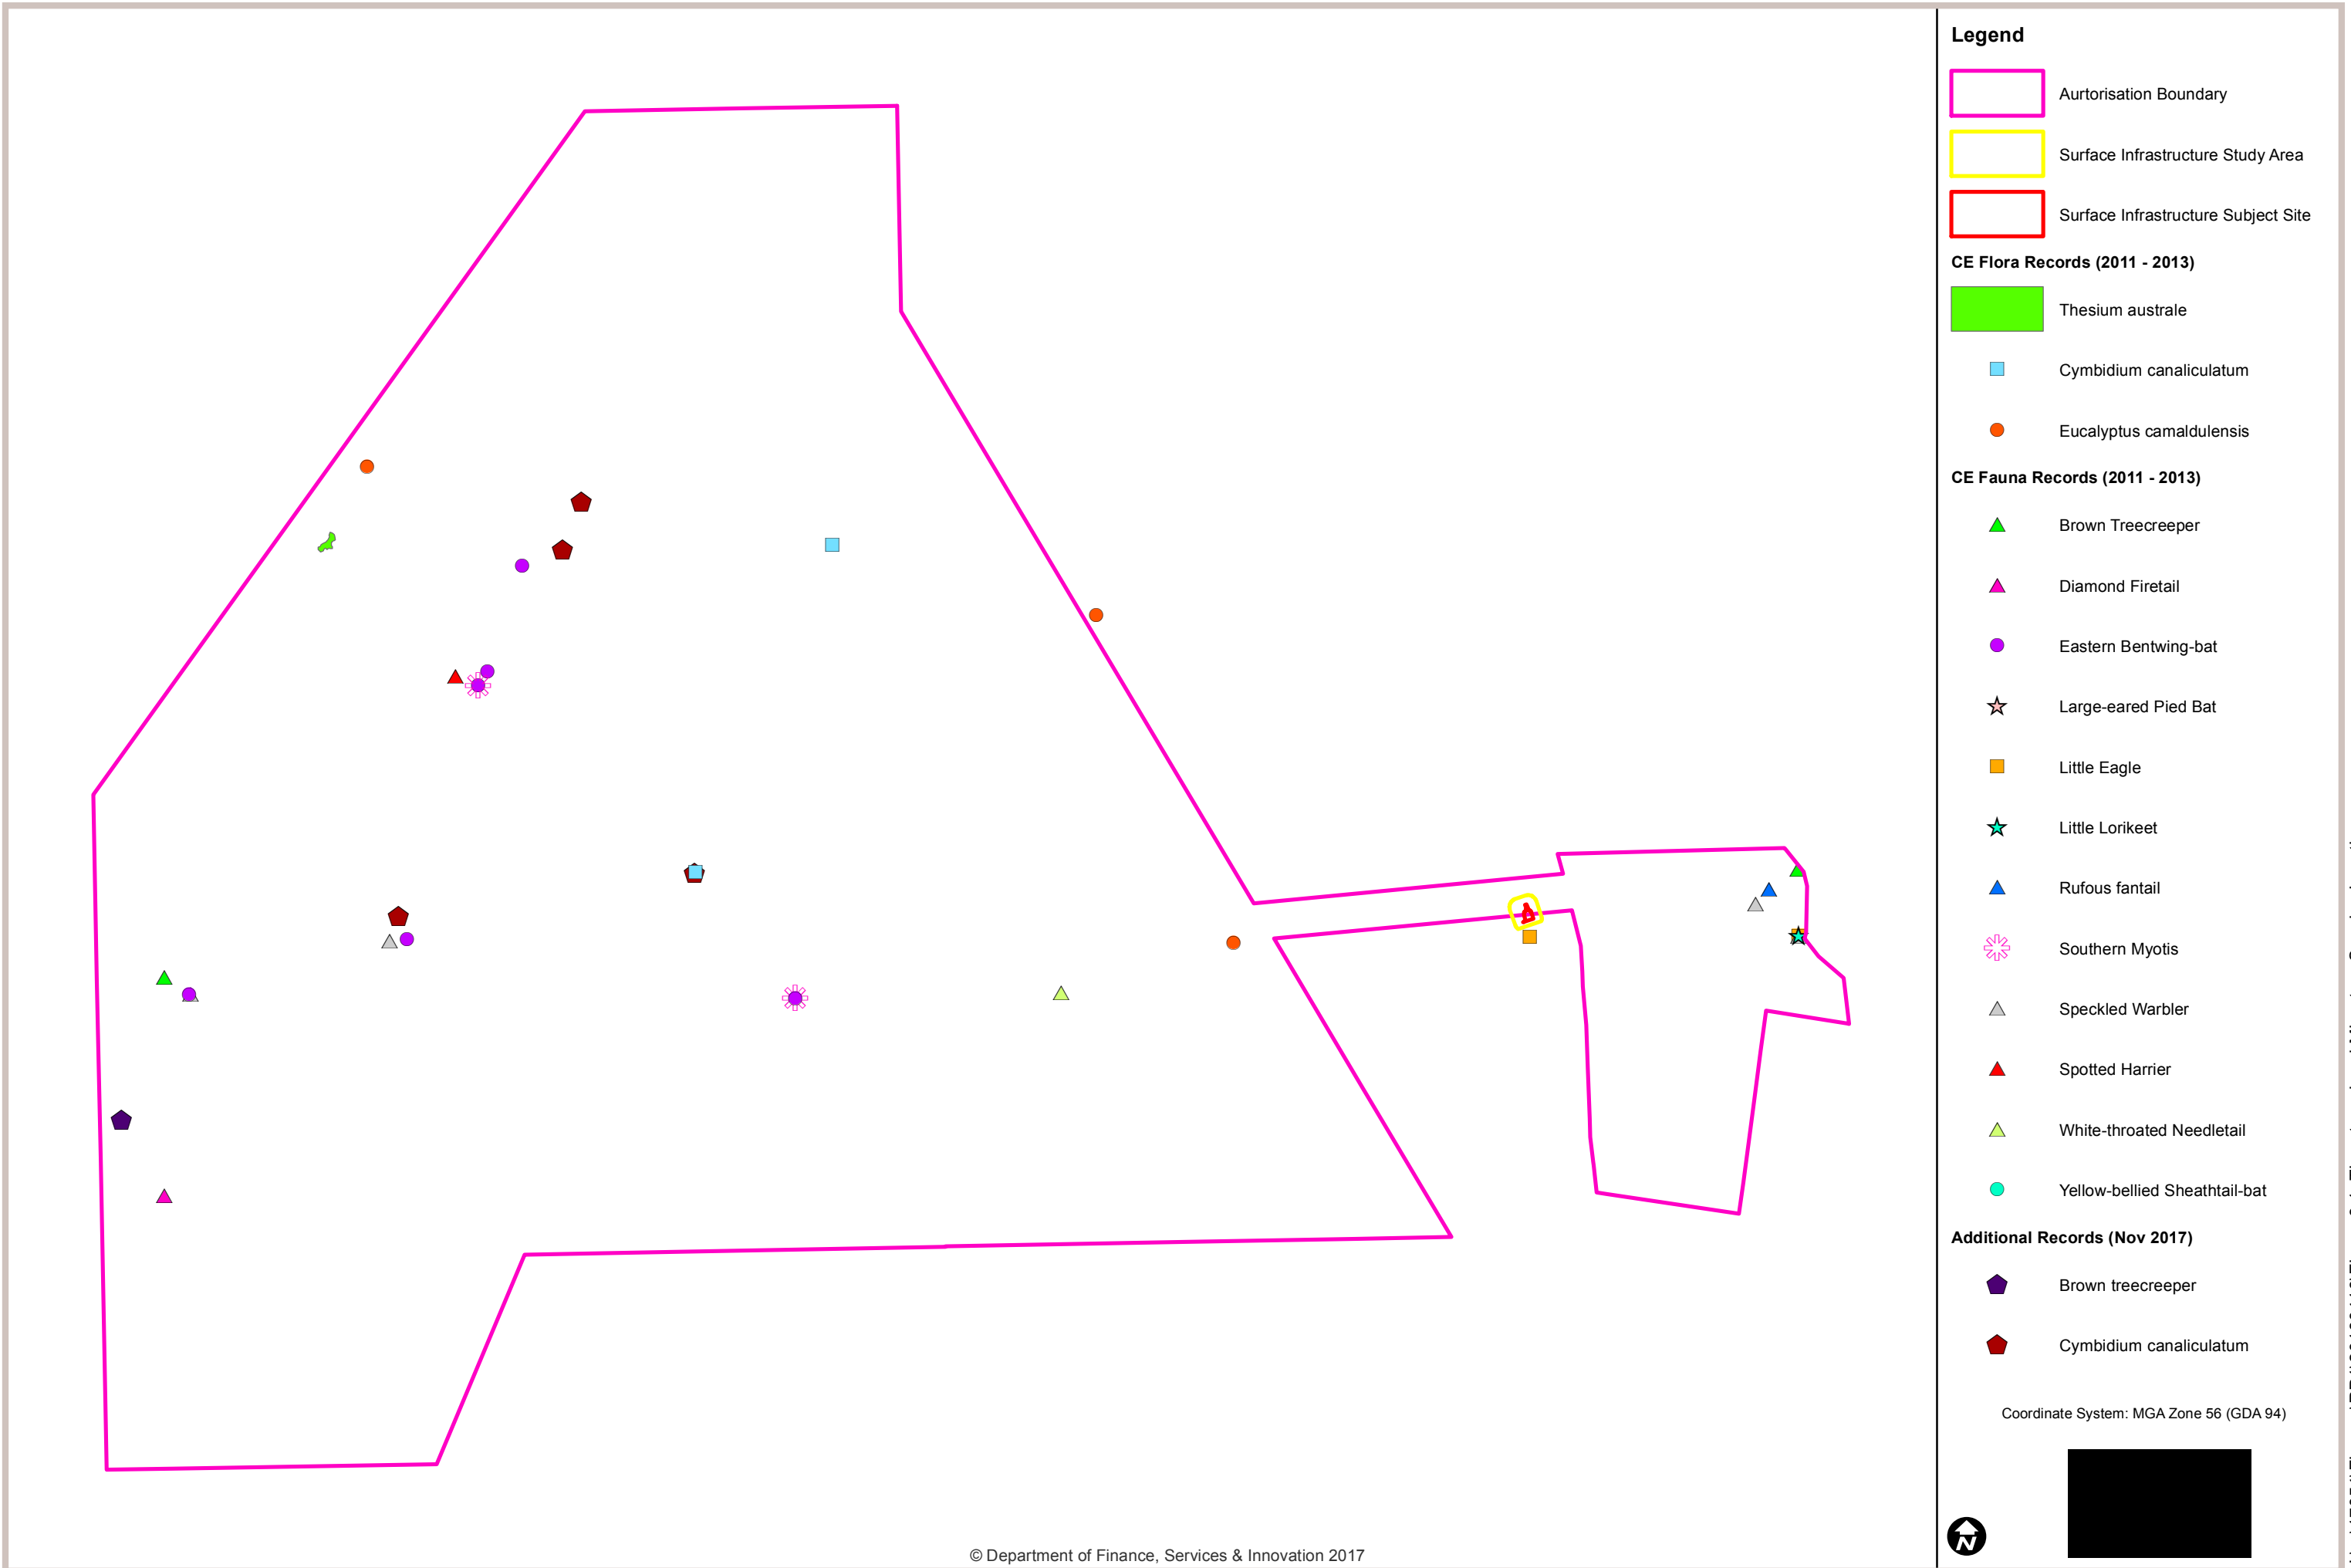 Legend
Aurtorisation Boundary
Surface Infrastructure Study Area
Surface Infrastructure Subject Site
CE Flora Records (2011 - 2013)
Thesium australe
Cymbidium canaliculatum
Eucalyptus camaldulensis
CE Fauna Records (2011 - 2013)
Brown Treecreeper
Diamond Firetail
Eastern Bentwing-bat
Large-eared Pied Bat
Little Eagle
Little Lorikeet
Rufous fantail
Southern Myotis
Speckled Warbler
Spotted Harrier
White-throated Needletail
Yellow-bellied Sheathtail-bat
Additional Records (Nov 2017)
Brown treecreeper
Cymbidium canaliculatum
Coordinate System: MGA Zone 56 (GDA 94)
N
© Department of Finance, Services & Innovation 2017